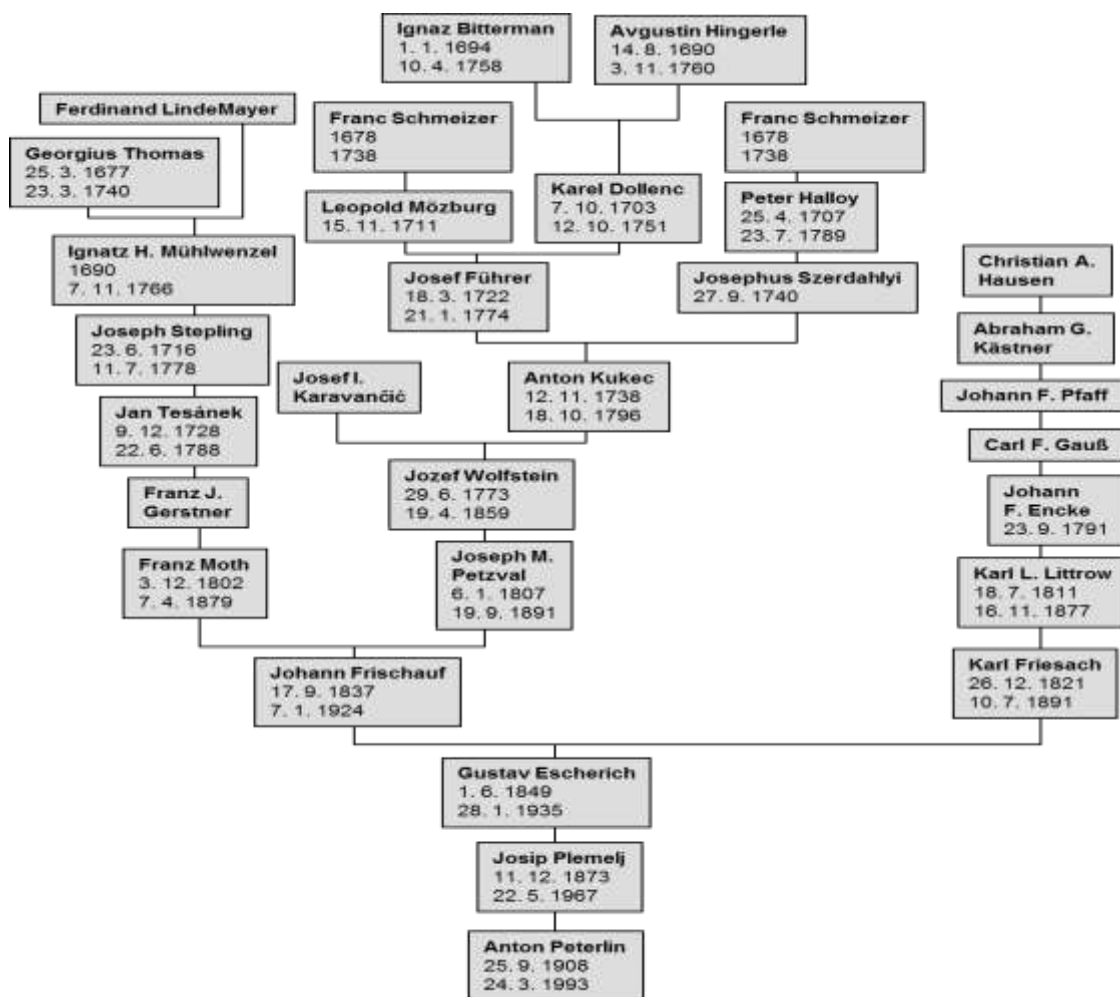 Ignaz Bitterman
1. 1. 1694
10. 4. 1758
Avgustin Hingerle
14. 8. 1690
3. 11. 1760
Ferdinand LindeMayer
Franc Schmeizer
1678
1738
Franc Schmeizer
1678
1738
Georgius Thomas
25. 3. 1677
23. 3. 1740
Leopold Mözburg
15. 11. 1711
Karel Dollenc
7. 10. 1703
12. 10. 1751
Peter Halloy
25. 4. 1707
23. 7. 1789
Ignatz H. Mühlwenzel
1690
7. 11. 1766
Josef Führer
18. 3. 1722
21. 1. 1774
Josephus Szerdahlyi
27. 9. 1740
Christian A.
Hausen
Joseph Stepling
23. 6. 1716
11. 7. 1778
Abraham G.
Kästner
Josef I.
Karavančić
Anton Kukec
12. 11. 1738
18. 10. 1796
Johann F. Pfaff
Jan Tesánek
9. 12. 1728
22. 6. 1788
Carl F. Gauß
Franz J.
Gerstner
Jozef Wolfstein
29. 6. 1773
19. 4. 1859
Johann
F. Encke
23. 9. 1791
Franz Moth
3. 12. 1802
7. 4. 1879
Joseph M.
Petzval
6. 1. 1807
19. 9. 1891
Karl L. Littrow
18. 7. 1811
16. 11. 1877
Johann Frischauf
17. 9. 1837
7. 1. 1924
Karl Friesach
26. 12. 1821
10. 7. 1891
Gustav Escherich
1. 6. 1849
28. 1. 1935
Josip Plemelj
11. 12. 1873
22. 5. 1967
Anton Peterlin
25. 9. 1908
24. 3. 1993